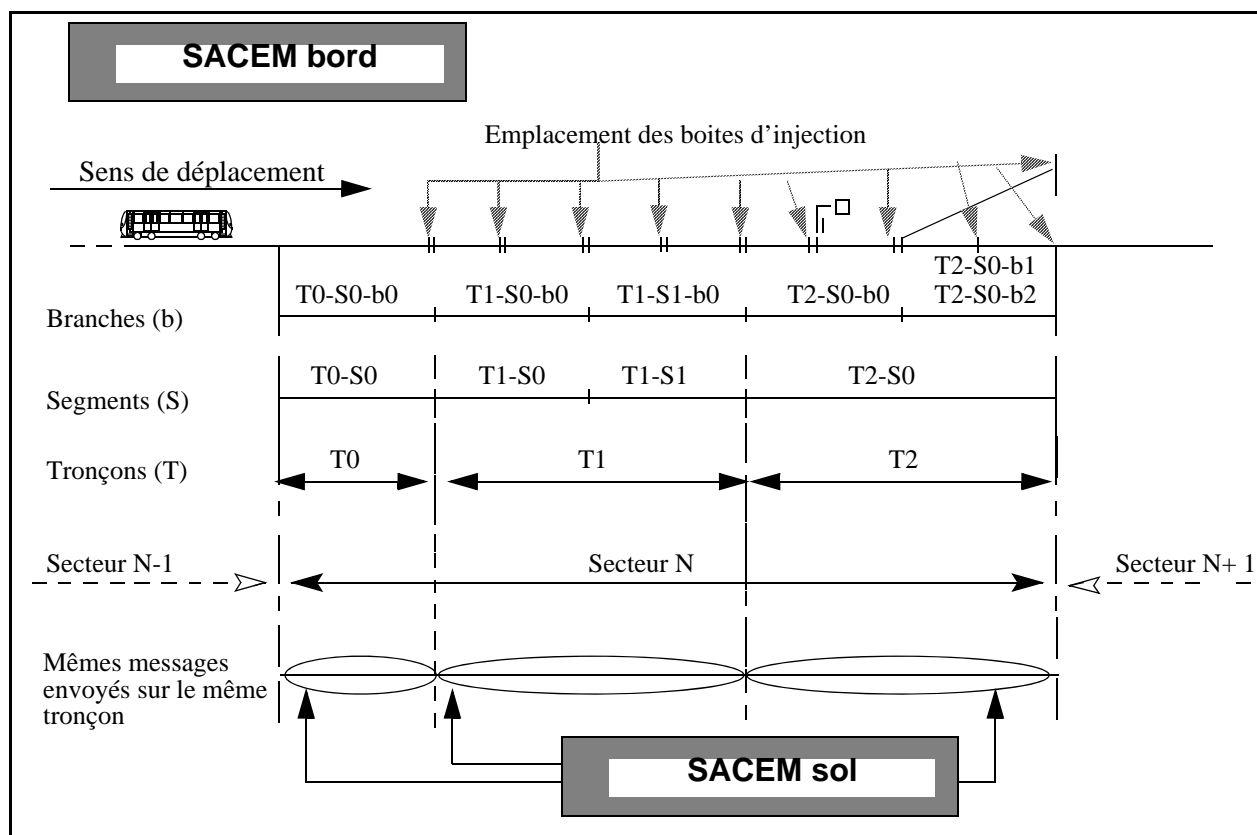 SACEM bord
Emplacement des boites d'injection
Sens de déplacement
T2-S0-b1
T0-S0-b0 T1-S0-b0 T1-S1-b0 T2-S0-b0 T2-S0-b2
Branches (b)
T0-S0 T1-S0 T1-S1 T2-S0
Segments (S)
T0 T1 T2
Tronçons (T)
Secteur N-1 Secteur N Secteur N+ 1
Mêmes messages
envoyés sur le même
tronçon
SACEM sol